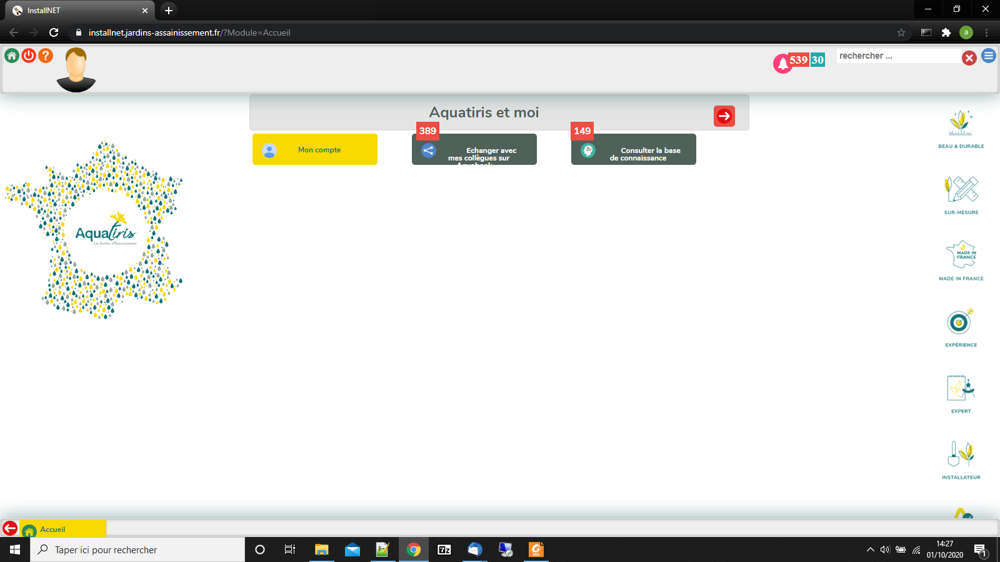 InstallNET
installnet.jardins-assainissement.fr/?Module=Accueil
a
?
539 30
rechercher ...
Aquatiris et moi
389
149
Mon compte
Echanger avec
mes collègues sur
Consulter la base
de connaissance
Aquatiris
Les Jardins d'Assainissement
BEAU & DURABLE
SUR-MESURE
MADE IN
FRANCE
MADE IN FRANCE
EXPÉRIENCE
EXPERT
INSTALLATEUR
Accueil
Taper ici pour rechercher
7z
14:27
01/10/2020
1